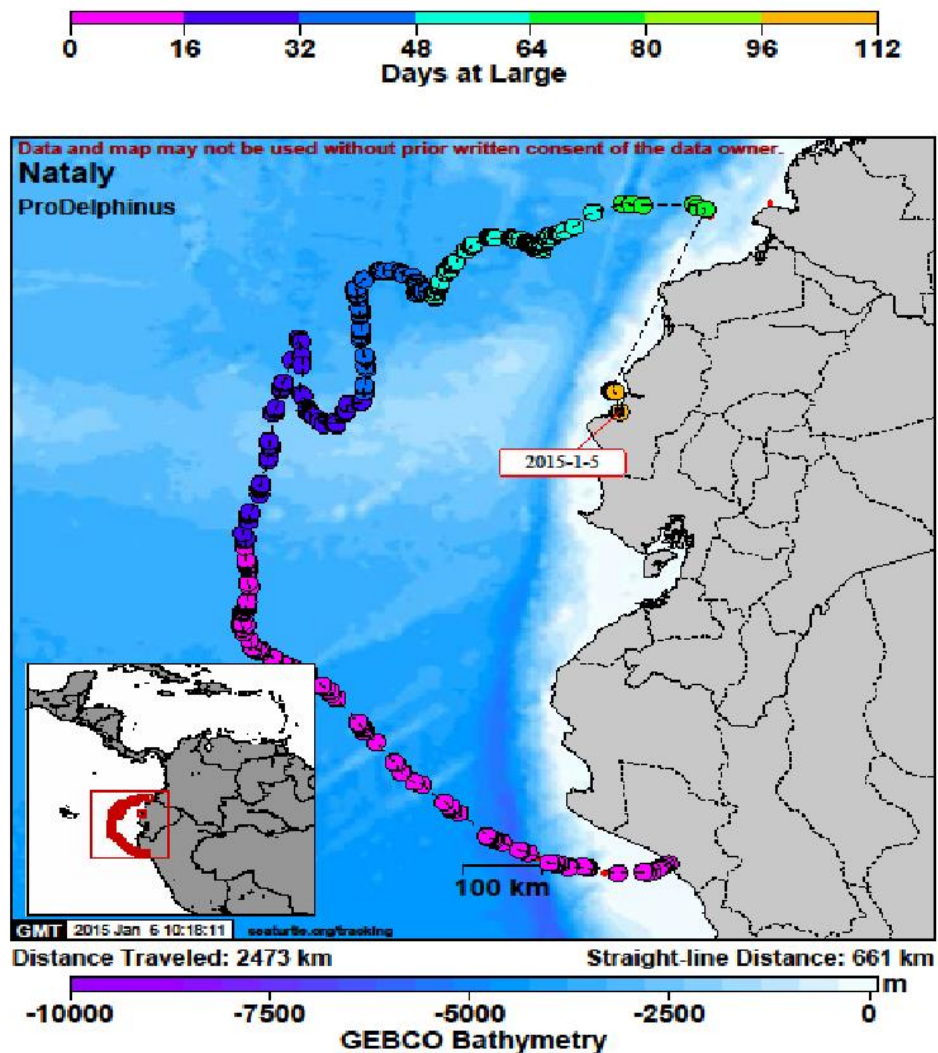 0 16 32 48 64 80 96 112
Days at Large
Data and map may not be used without prior written consent of the data owner.
Nataly
ProDelphinus
2015-1-5
100 km
GMT 2015 Jan 5 10:18:11 seaturtle.org/tracking
Distance Traveled: 2473 km Straight-line Distance: 661 km
m
-10000 -7500 -5000 -2500 0
GEBCO Bathymetry